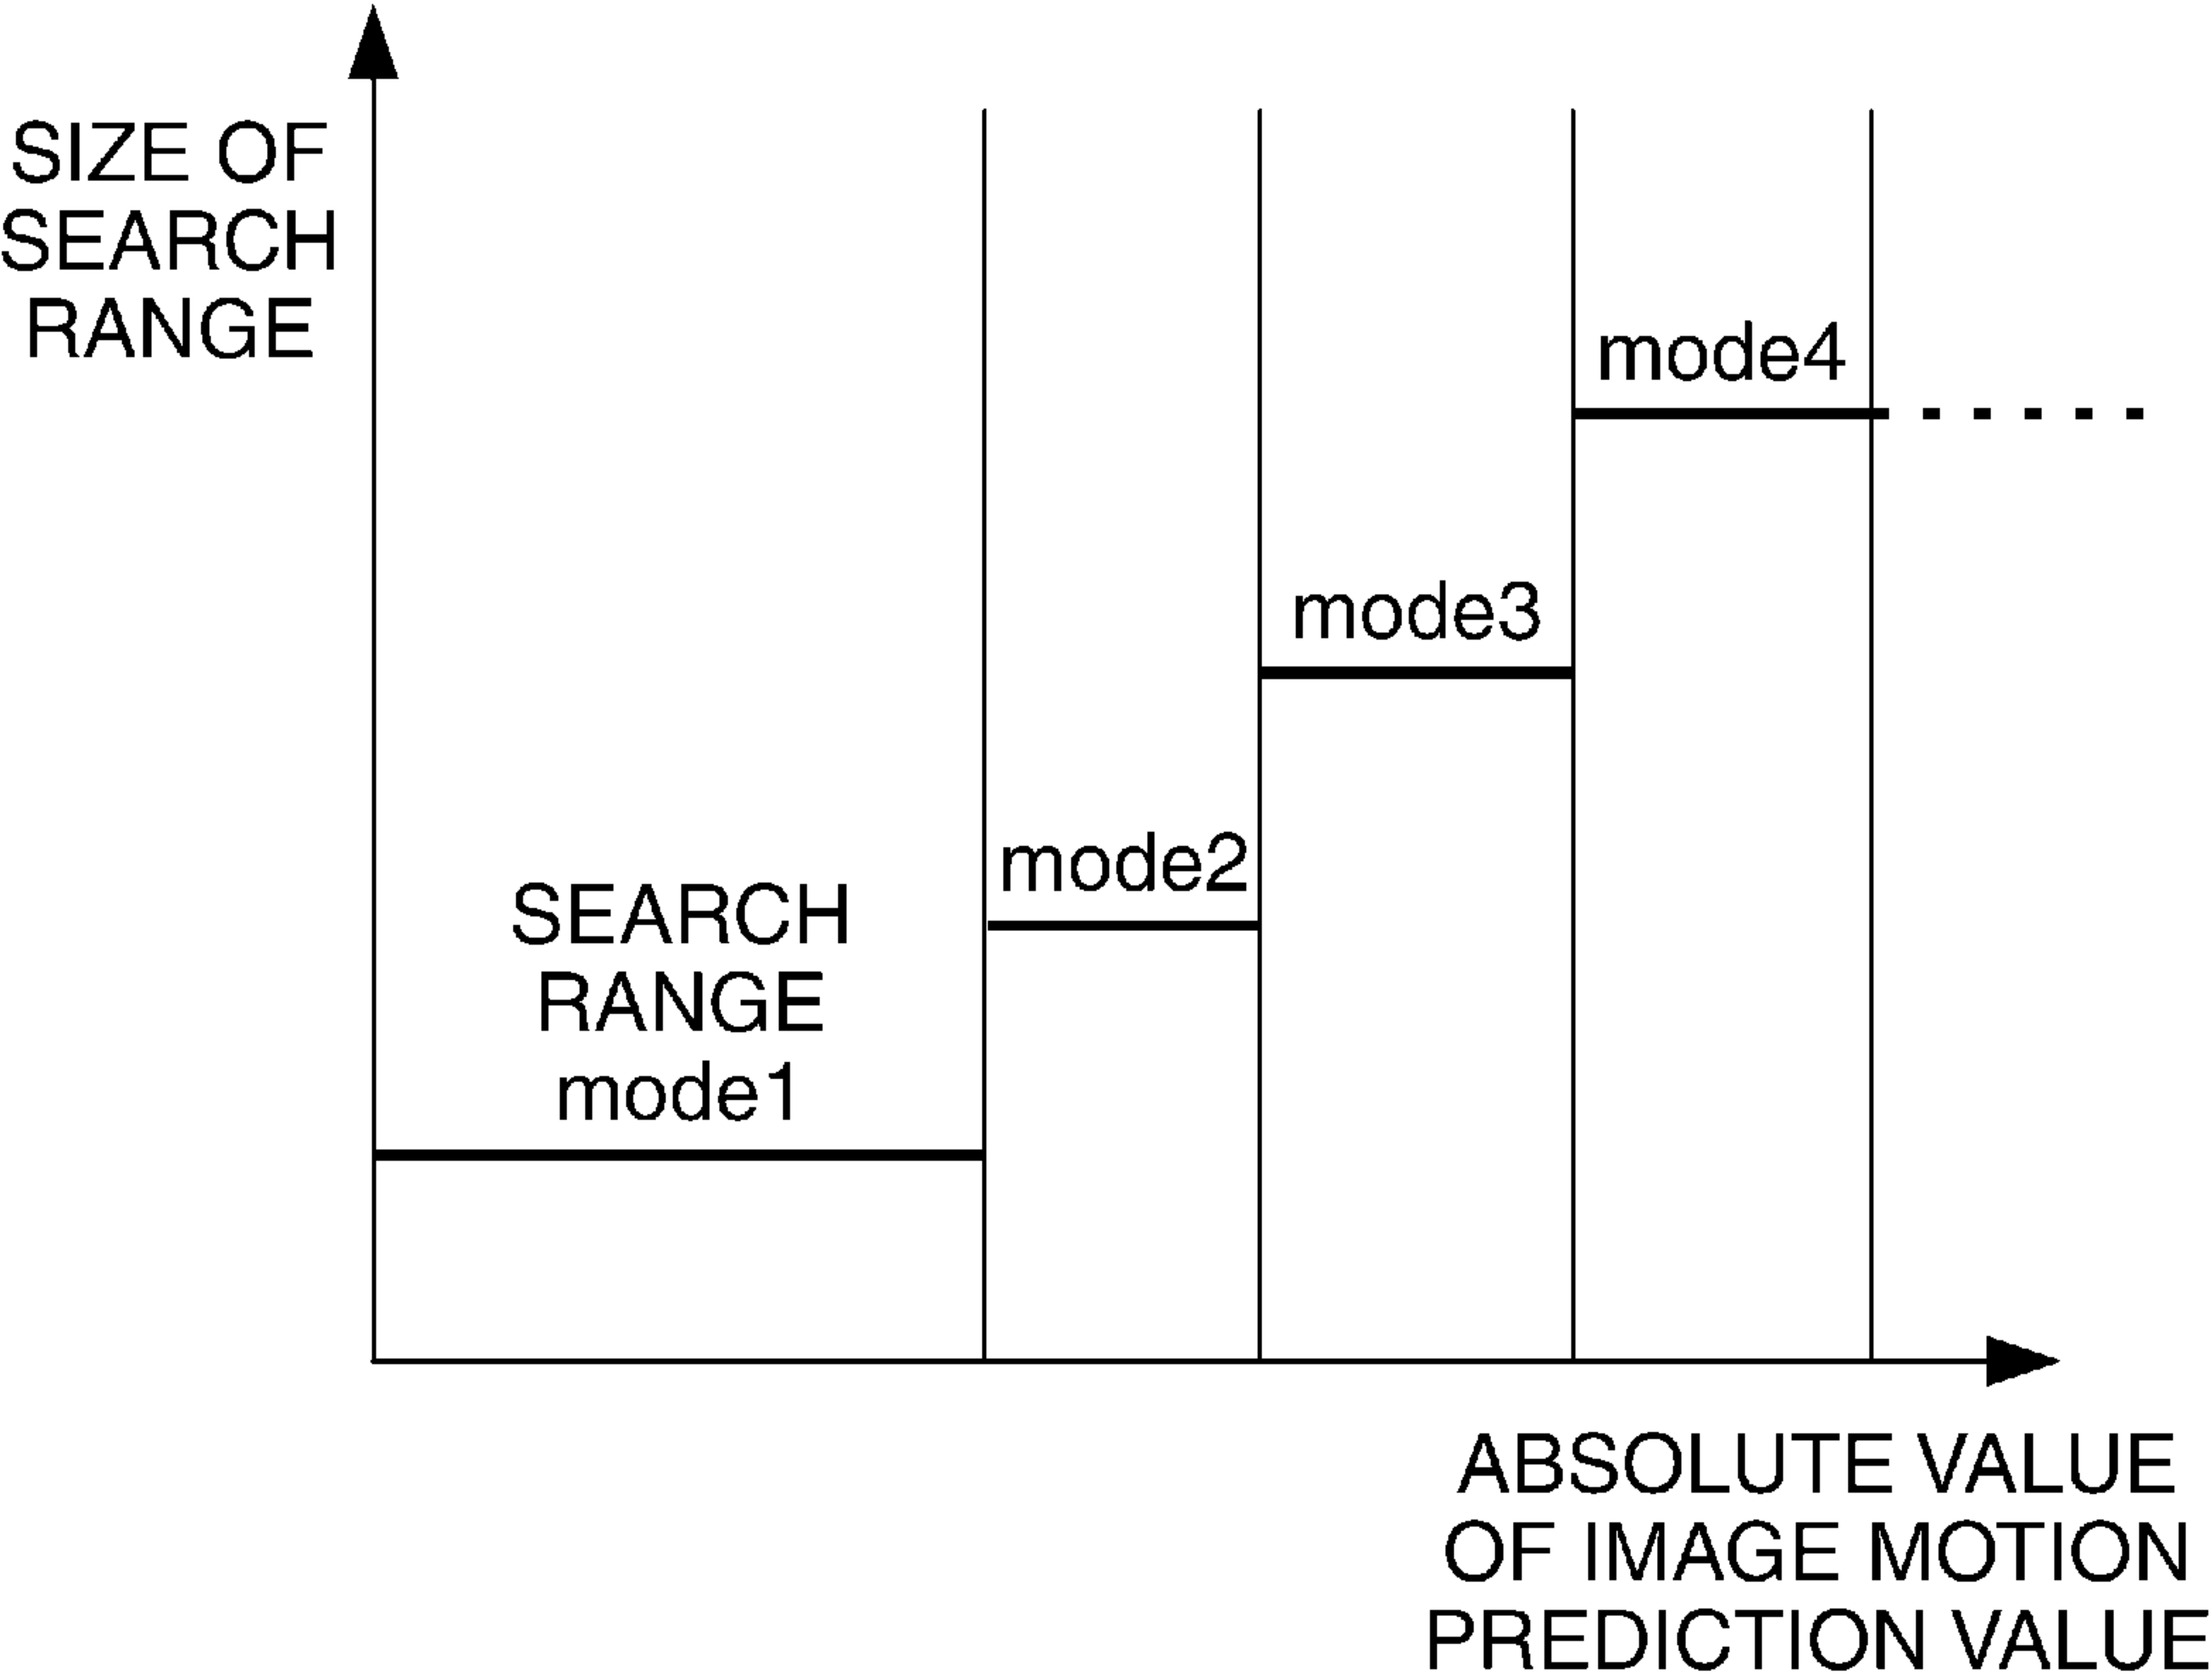 SIZE OF
SEARCH
RANGE
mode4
mode3
mode2
SEARCH
RANGE
mode1
ABSOLUTE VALUE
OF IMAGE MOTION
PREDICTION VALUE